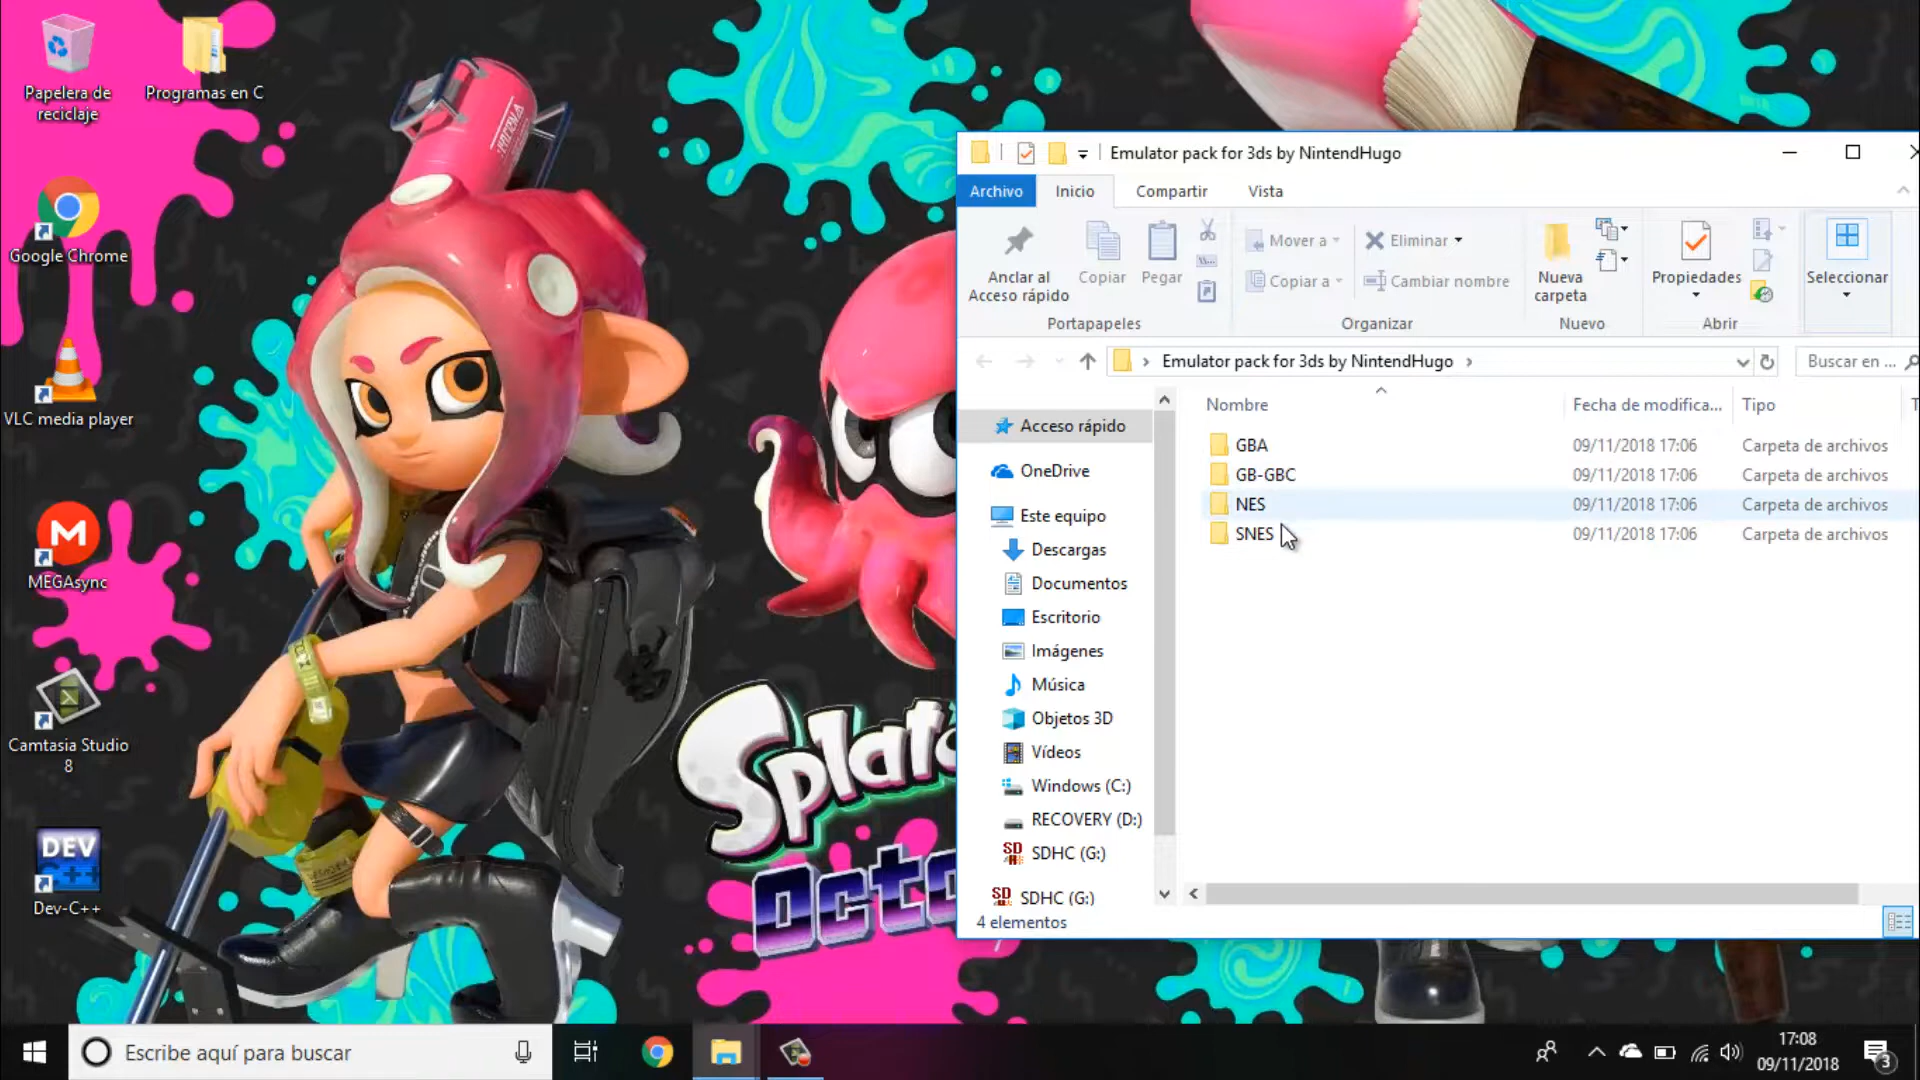 Papelera de
reciclaje
Programas en C
Google Chrome
VLC media player
MEGAsync
Camtasia Studio
8
DEV
C++
Dev-C++
Emulator pack for 3ds by NintendHugo
Archivo
Inicio
Compartir
Vista
Anclar al
Acceso rápido
Copiar
Pegar
Mover a
Copiar a
Eliminar
Cambiar nombre
Nueva
carpeta
Propiedades
Seleccionar
Portapapeles
Organizar
Nuevo
Abrir
Emulator pack for 3ds by NintendHugo
Buscar en ...
Nombre
Fecha de modifica...
Tipo
Acceso rápido
OneDrive
Este equipo
Descargas
Documentos
Escritorio
Imágenes
Música
Objetos 3D
Vídeos
Windows (C:)
RECOVERY (D:)
SDHC (G:)
SDHC (G:)
GBA 09/11/2018 17:06 Carpeta de archivos
GB-GBC 09/11/2018 17:06 Carpeta de archivos
NES 09/11/2018 17:06 Carpeta de archivos
SNES 09/11/2018 17:06 Carpeta de archivos
4 elementos
Splato
Octo
Escribe aquí para buscar
17:08
09/11/2018
3